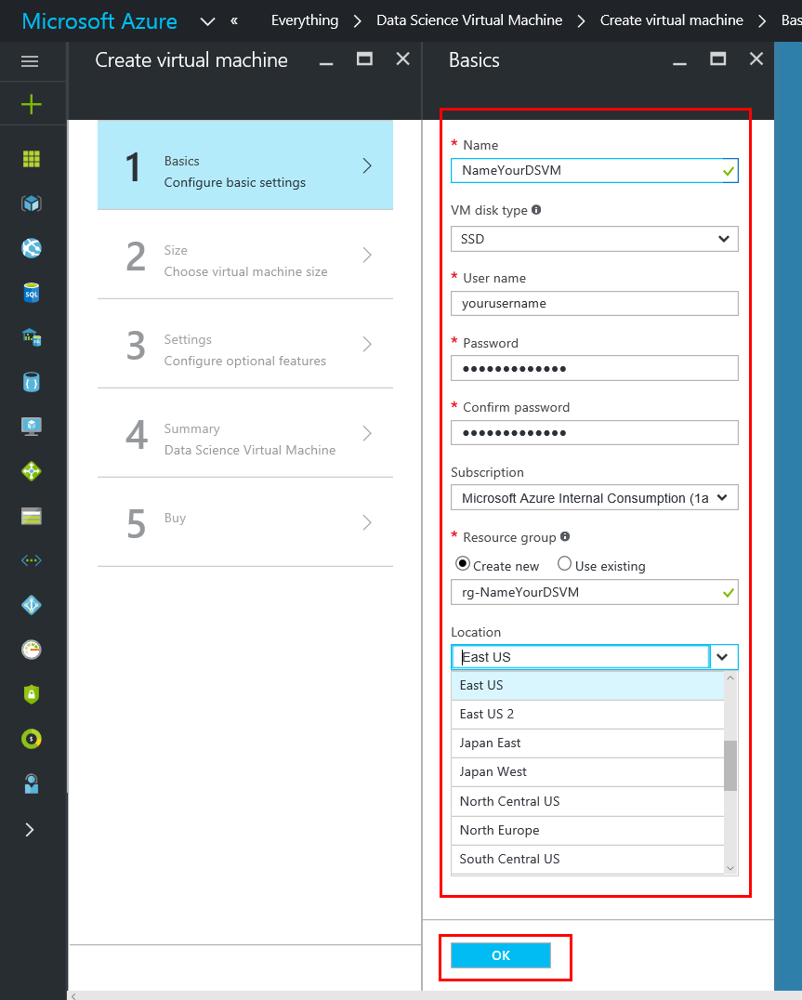 Microsoft Azure « Everything > Data Science Virtual Machine > Create virtual machine > Bas
Create virtual machine
1
Basics
Configure basic settings
2
Size
Choose virtual machine size
3
Settings
Configure optional features
4
Summary
Data Science Virtual Machine
5
Buy
Basics
* Name
NameYourDSVM
VM disk type
SSD
* User name
yourusername
* Password
•••••••••••••
* Confirm password
•••••••••••••
Subscription
Microsoft Azure Internal Consumption (1a
* Resource group
Create new Use existing
rg-NameYourDSVM
Location
East US
East US
East US 2
Japan East
Japan West
North Central US
North Europe
South Central US
OK
SQL